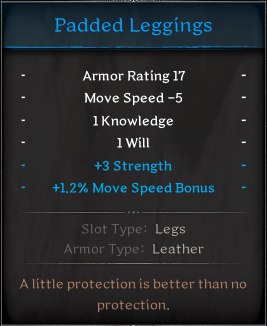 Padded Leggings
- Armor Rating 17 -
- Move Speed -5 -
- 1 Knowledge -
- 1 Will -
- +3 Strength -
- +1.2% Move Speed Bonus -
Slot Type: Legs
Armor Type: Leather
A little protection is better than no
protection.